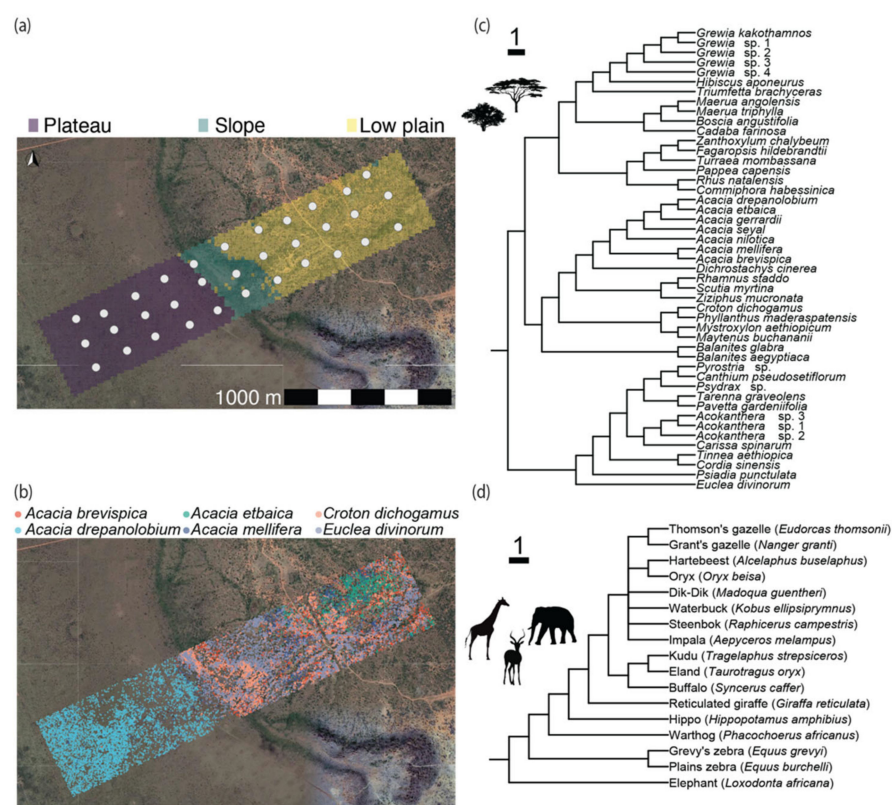 (a)
Plateau
Slope
Low plain
1000 m
(b)
Acacia brevispica
Acacia etbaica
Croton dichogamus
Acacia drepanolobium
Acacia mellifera
Euclea divinorum
(c)
1
Grewia kakothamnos
Grewia sp. 1
Grewia sp. 2
Grewia sp. 3
Grewia sp. 4
Hibiscus aponeurus
Triumfetta brachyceras
Maerua angolensis
Maerua triphylla
Boscia angustifolia
Cadaba farinosa
Zanthoxylum chalybeum
Fagaropsis hildebrandtii
Turraea mombassana
Pappea capensis
Rhus natalensis
Commiphora habessinica
Acacia drepanolobium
Acacia etbaica
Acacia gerrardii
Acacia seyal
Acacia nilotica
Acacia mellifera
Acacia brevispica
Dichrostachys cinerea
Rhamnus staddo
Scutia myrtina
Ziziphus mucronata
Croton dichogamus
Phyllanthus maderaspatensis
Mystroxylon aethiopicum
Maytenus buchananii
Balanites glabra
Balanites aegyptiaca
Pyrostria sp.
Canthium pseudosetiflorum
Psydrax sp.
Tarenna graveolens
Pavetta gardeniifolia
Acokanthera sp. 3
Acokanthera sp. 1
Acokanthera sp. 2
Carissa spinarum
Tinnea aethiopica
Cordia sinensis
Psiadia punctulata
Euclea divinorum
(d)
1
Thomson's gazelle (Eudorcas thomsonii)
Grant's gazelle (Nanger granti)
Hartebeest (Alcelaphus buselaphus)
Oryx (Oryx beisa)
Dik-Dik (Madoqua guentheri)
Waterbuck (Kobus ellipsiprymnus)
Steenbok (Raphicerus campestris)
Impala (Aepyceros melampus)
Kudu (Tragelaphus strepsiceros)
Eland (Taurotragus oryx)
Buffalo (Syncerus caffer)
Reticulated giraffe (Giraffa reticulata)
Hippo (Hippopotamus amphibius)
Warthog (Phacochoerus africanus)
Grevy's zebra (Equus grevyi)
Plains zebra (Equus burchelli)
Elephant (Loxodonta africana)